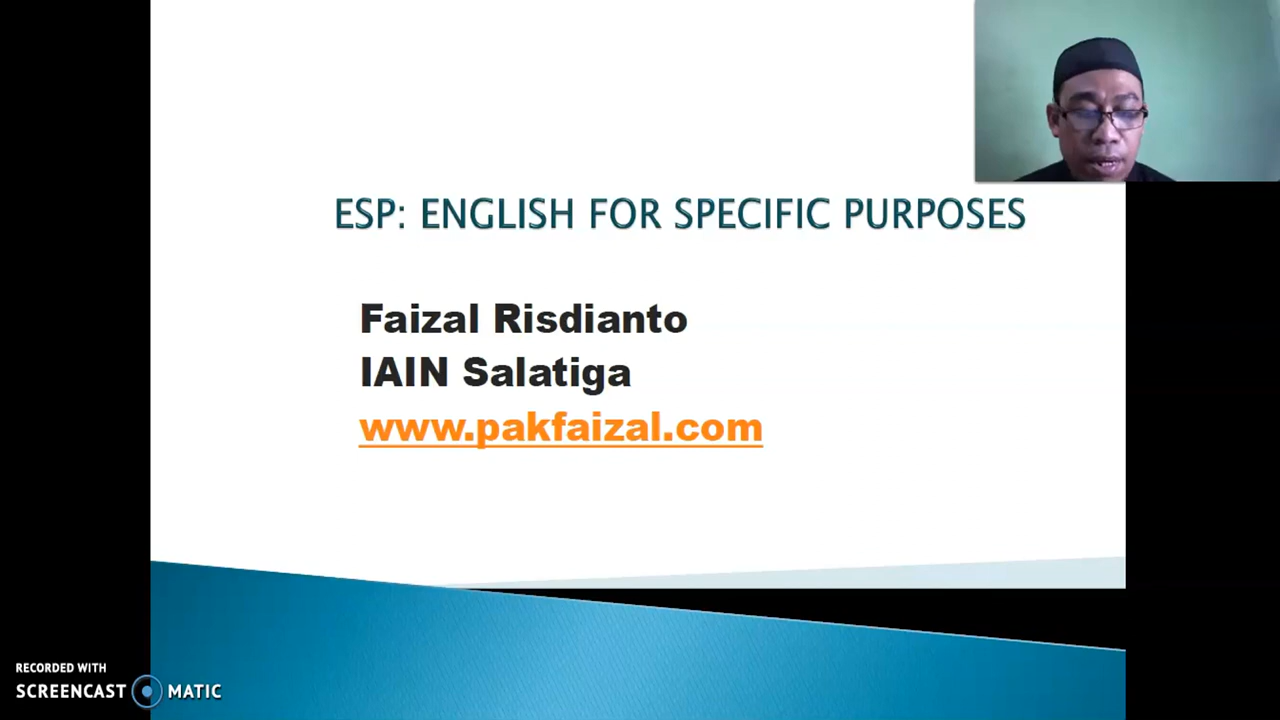 ESP: ENGLISH FOR SPECIFIC PURPOSES
Faizal Risdianto
IAIN Salatiga
www.pakfaizal.com
RECORDED WITH
SCREENCAST MATIC